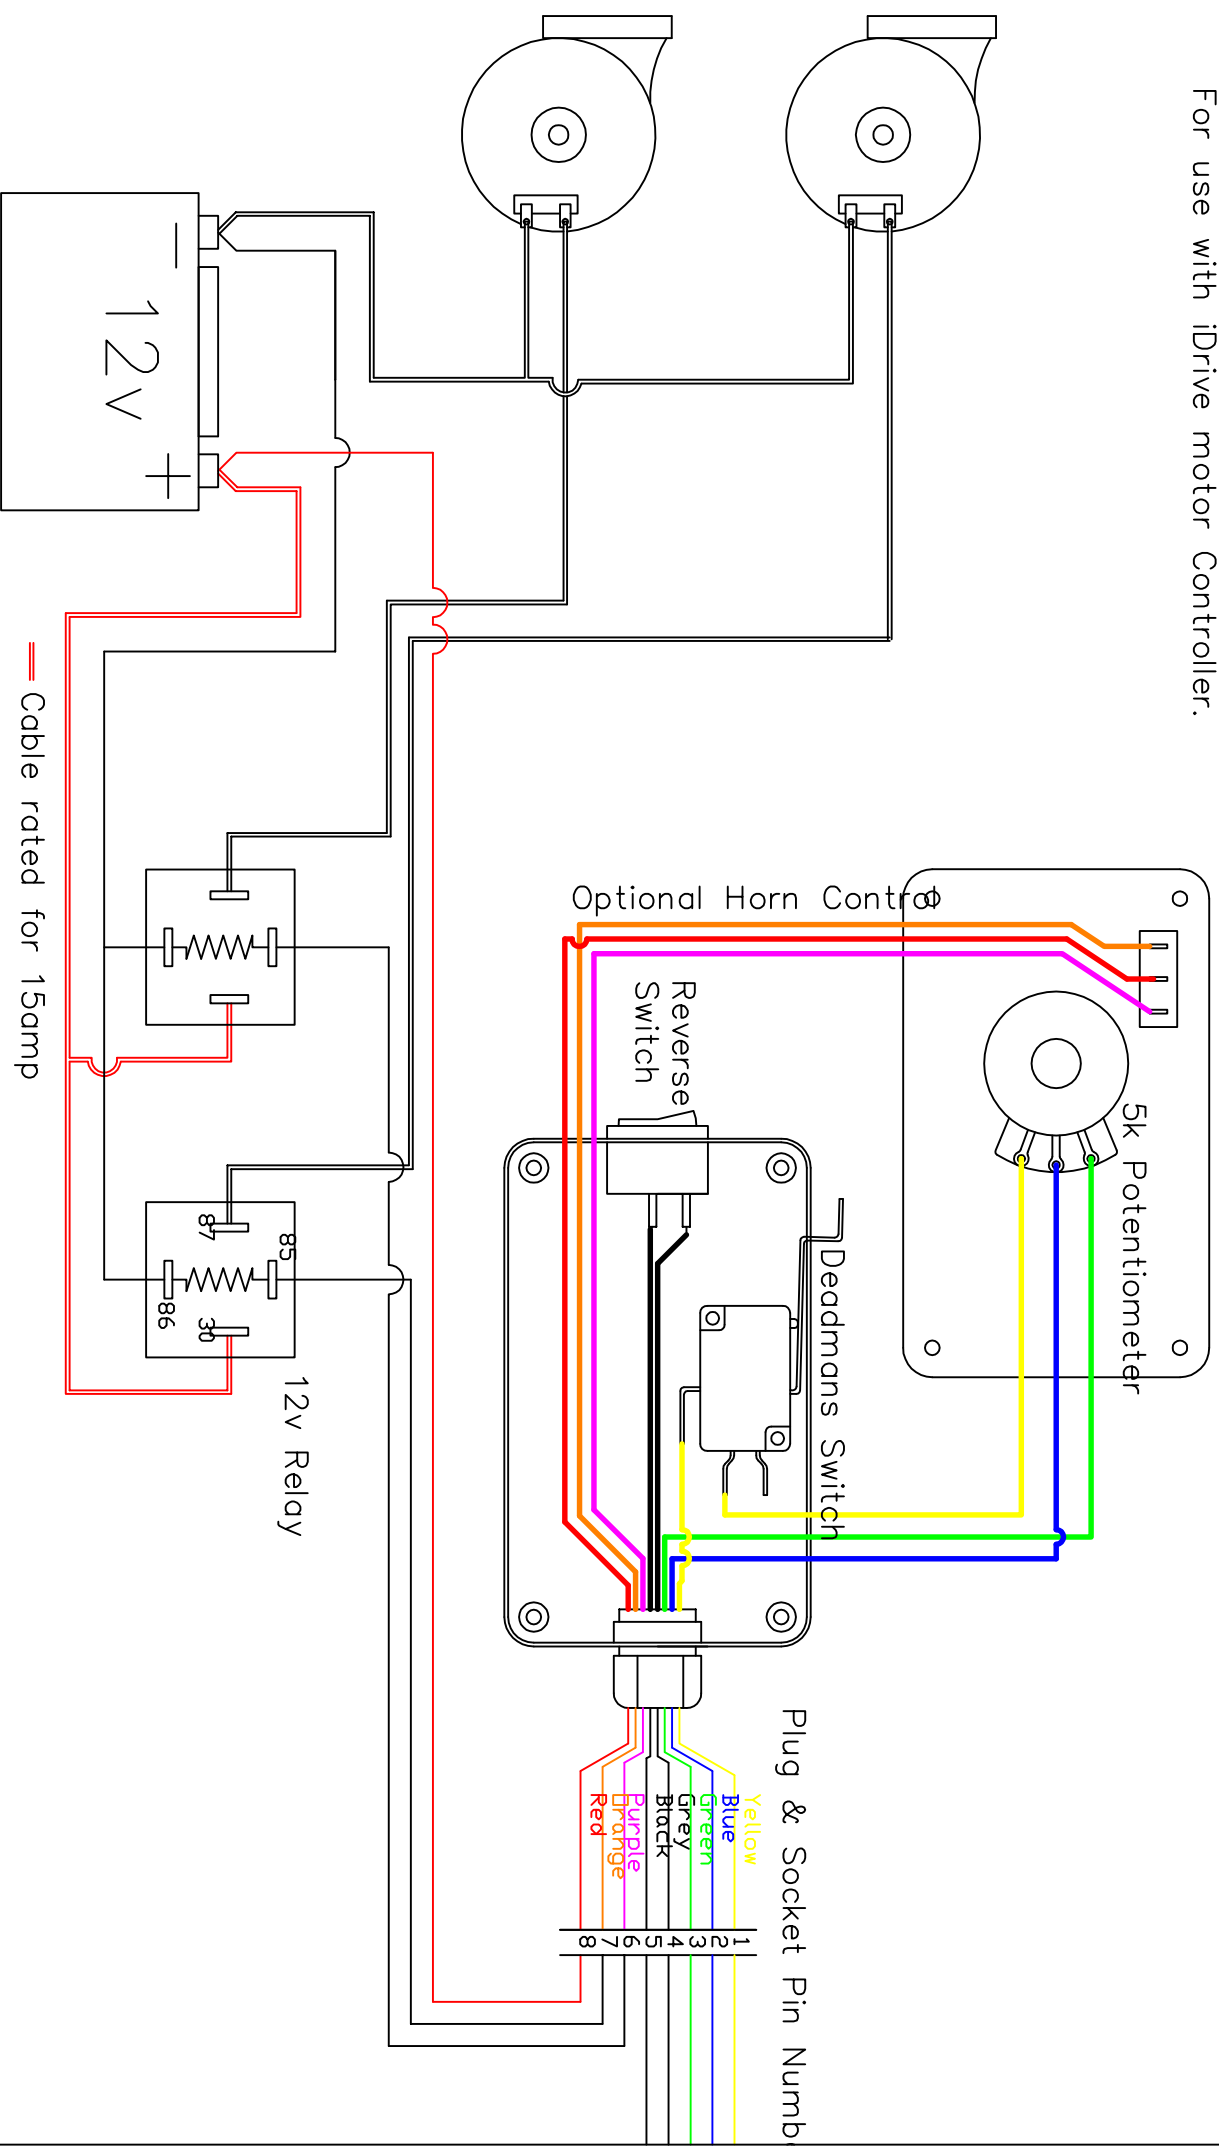 For use with iDrive motor Controller.
12v
Cable rated for 15amp
Optional Horn Control
Reverse
Switch
5k Potentiometer
Deadmans Switch
87
85
86
30
12v Relay
Plug & Socket Pin Numb
Yellow
Blue
Green
Grey
Black
Purple
Orange
Red
1
2
3
4
5
6
7
8